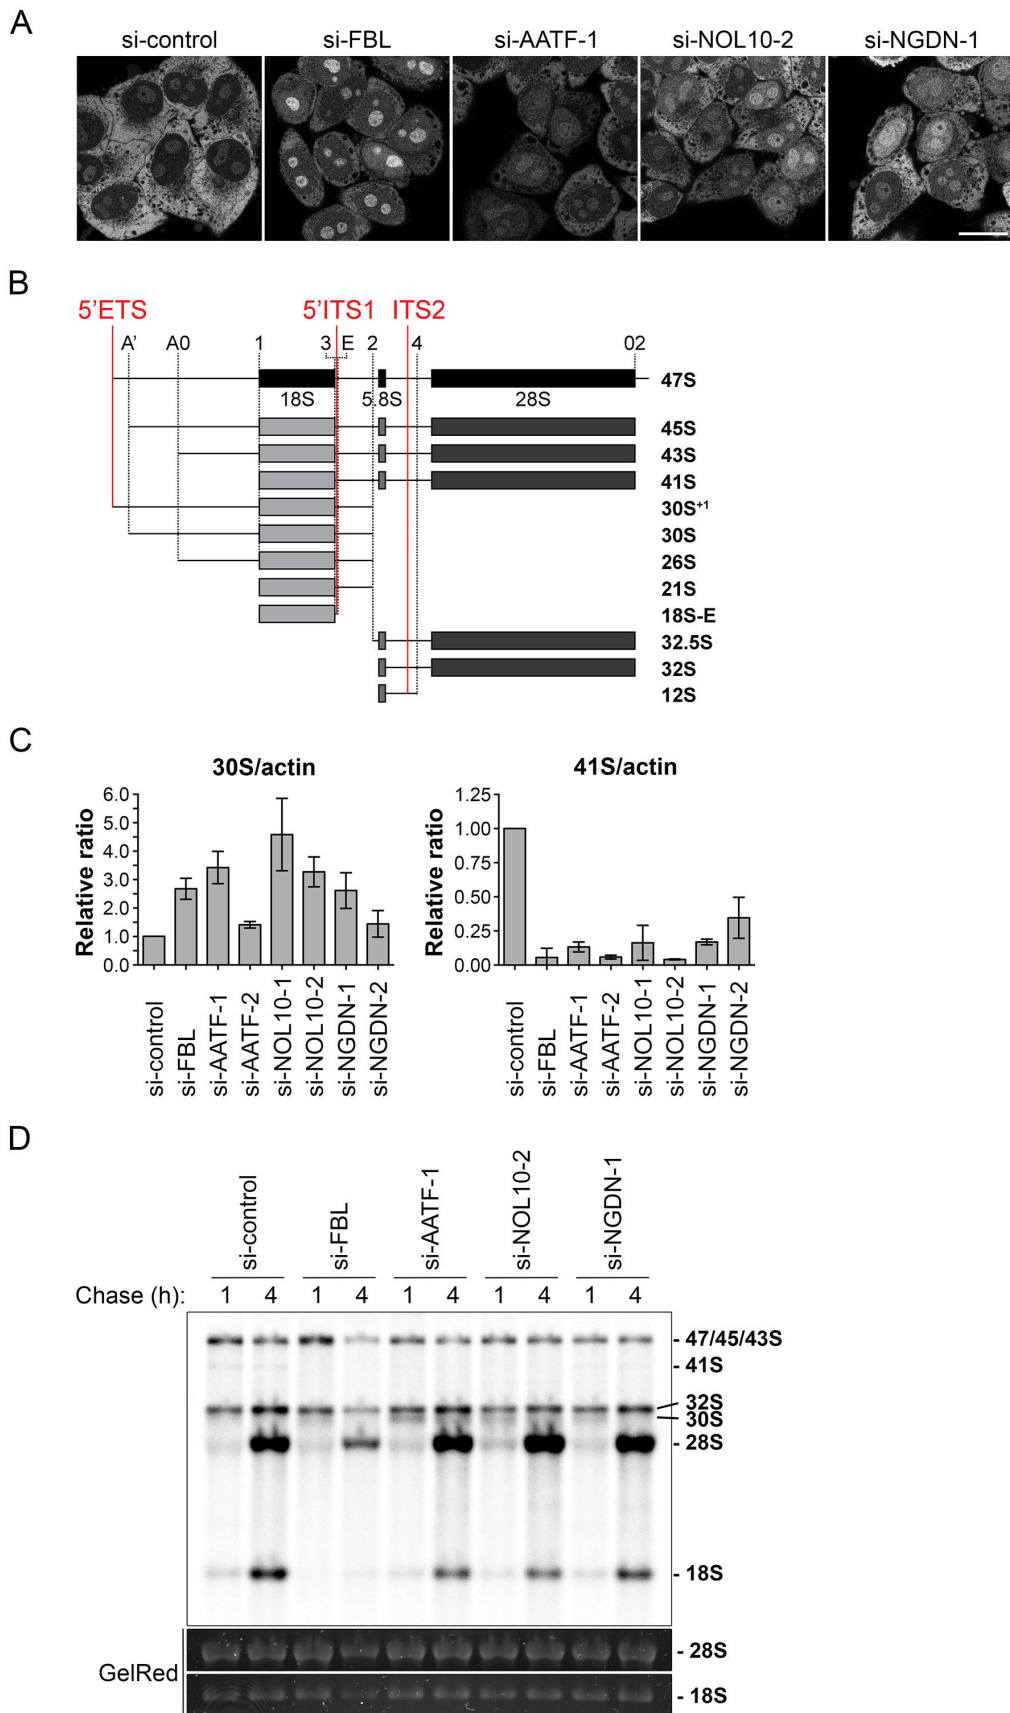 A
si-control si-FBL si-AATF-1 si-NOL10-2 si-NGDN-1
B
5'ETS 5'ITS1 ITS2
A' A0 1 3 E 2 4 02
47S
18S 5.8S 28S
45S
43S
41S
30S+1
30S
26S
21S
18S-E
32.5S
32S
12S
C
30S/actin
Relative ratio
6.0
5.0
4.0
3.0
2.0
1.0
0.0
si-control
si-FBL
si-AATF-1
si-AATF-2
si-NOL10-1
si-NOL10-2
si-NGDN-1
si-NGDN-2
41S/actin
Relative ratio
1.25
1.00
0.75
0.50
0.25
0.00
si-control
si-FBL
si-AATF-1
si-AATF-2
si-NOL10-1
si-NOL10-2
si-NGDN-1
si-NGDN-2
D
si-control
si-FBL
si-AATF-1
si-NOL10-2
si-NGDN-1
Chase (h): 1 4 1 4 1 4 1 4 1 4
- 47/45/43S
- 41S
32S
30S
- 28S
- 18S
GelRed
- 28S
- 18S